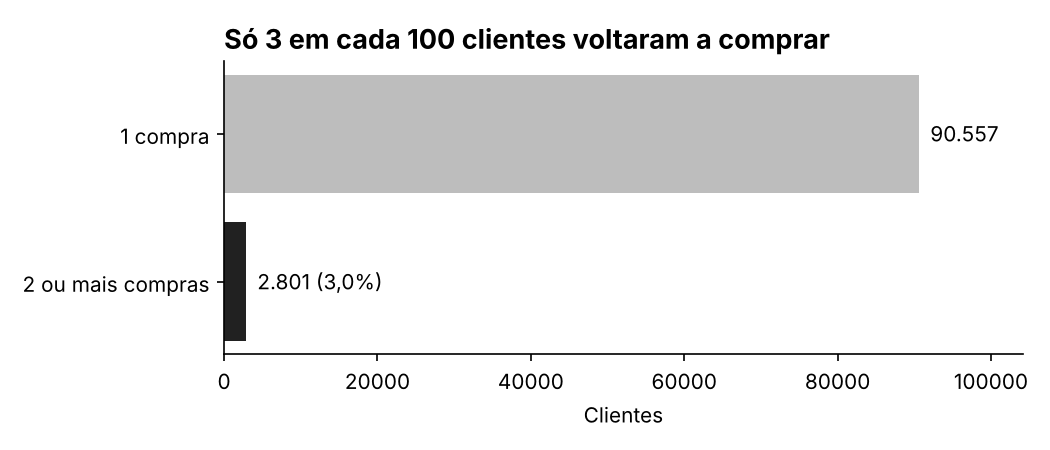 Só 3 em cada 100 clientes voltaram a comprar
1 compra
90.557
2 ou mais compras
2.801 (3,0%)
0 20000 40000 60000 80000 100000
Clientes